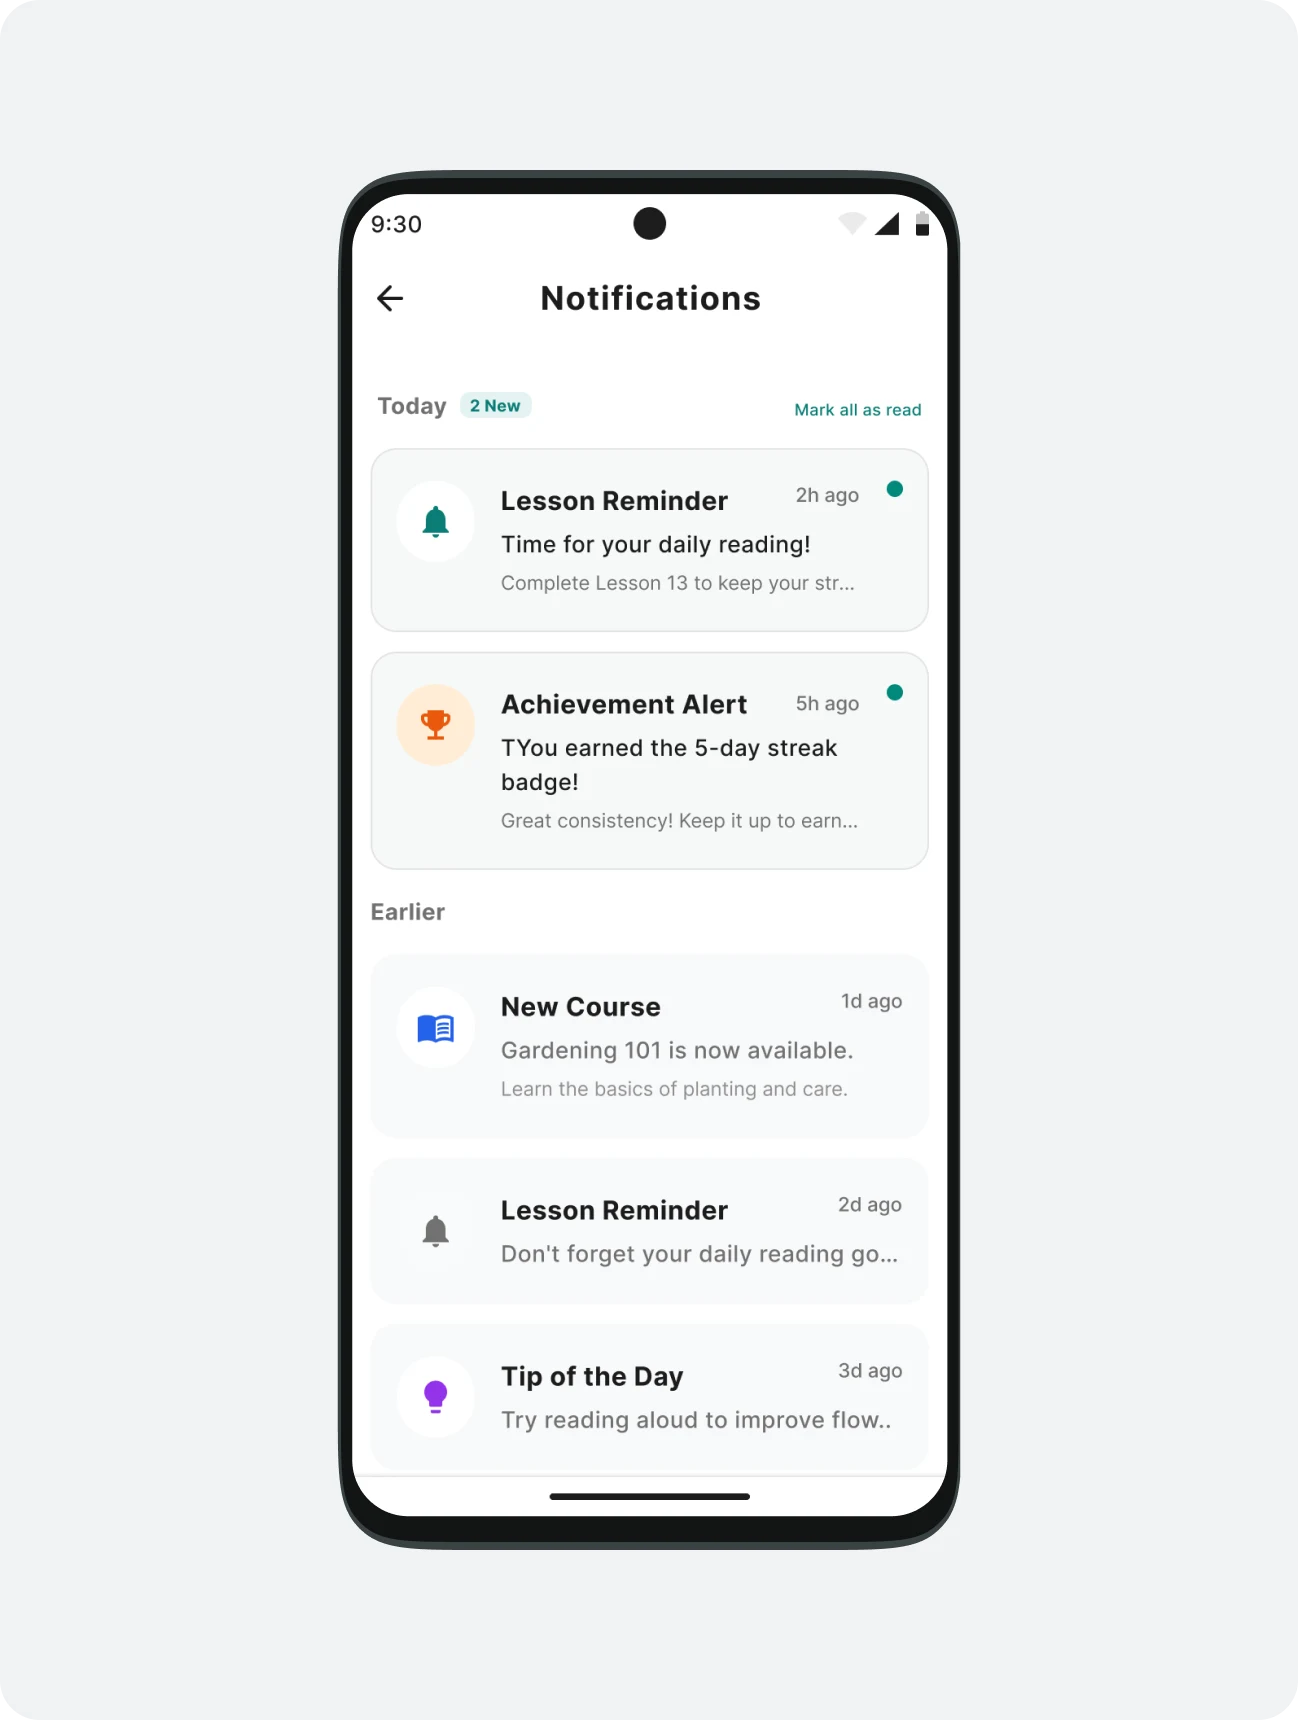 9:30
Notifications
Today 2 New Mark all as read
Lesson Reminder 2h ago
Time for your daily reading!
Complete Lesson 13 to keep your str...
Achievement Alert 5h ago
TYou earned the 5-day streak
badge!
Great consistency! Keep it up to earn...
Earlier
New Course 1d ago
Gardening 101 is now available.
Learn the basics of planting and care.
Lesson Reminder 2d ago
Don't forget your daily reading go...
Tip of the Day 3d ago
Try reading aloud to improve flow..